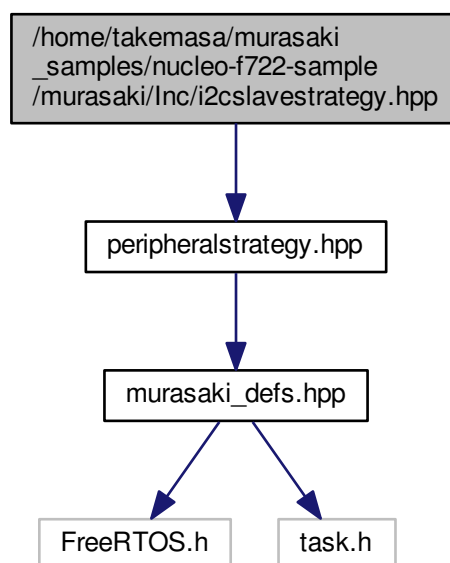 /home/takemasa/murasaki
_samples/nucleo-f722-sample
/murasaki/Inc/i2cslavestrategy.hpp
peripheralstrategy.hpp
murasaki_defs.hpp
FreeRTOS.h
task.h